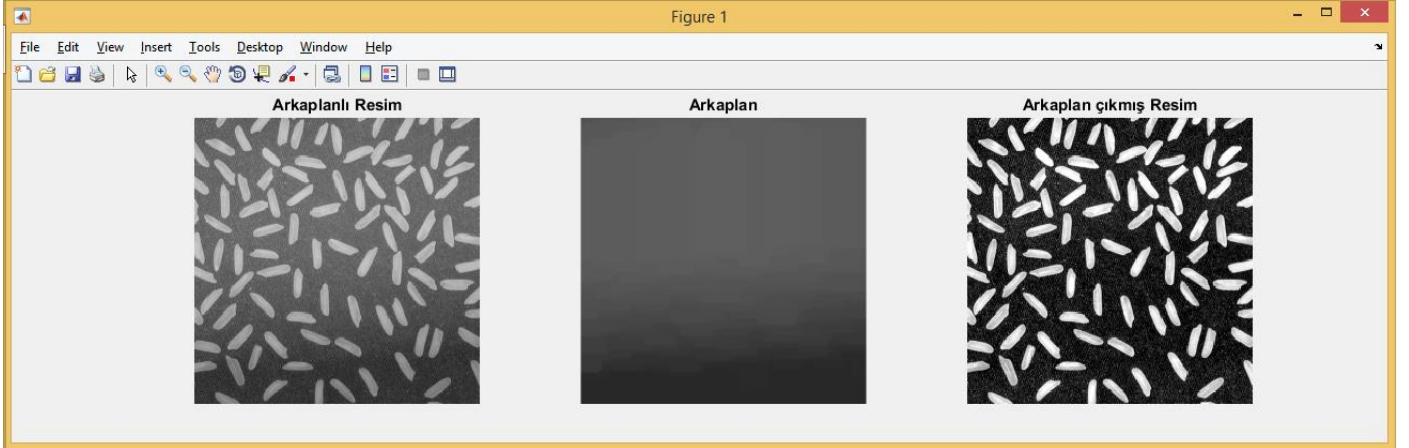 Figure 1
File Edit View Insert Tools Desktop Window Help
Arkaplanlı Resim Arkaplan Arkaplan çıkmış Resim